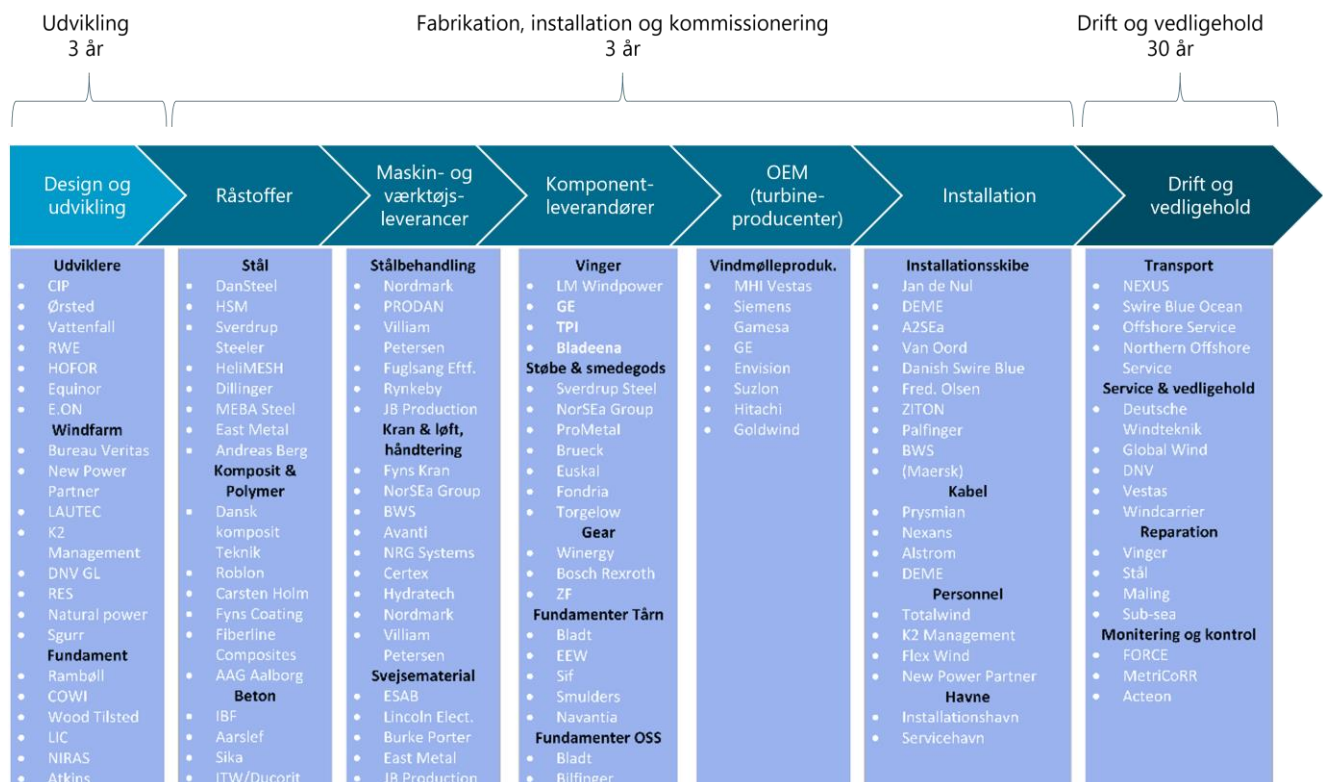 Udvikling
3 år
Fabrikation, installation og kommissionering
3 år
Drift og vedligehold
30 år
Design og
udvikling
Råstoffer
Maskin- og
værktøjs-
leverancer
Komponent-
leverandører
OEM
(turbine-
producenter)
Installation
Drift og
vedligehold
Udviklere
CIP
Ørsted
Vattenfall
RWE
HOFOR
Equinor
E.ON
Windfarm
Bureau Veritas
New Power
Partner
LAUTEC
K2
Management
DNV GL
RES
Natural power
Sgurr
Fundament
Rambøll
COWI
Wood Tilsted
LIC
NIRAS
Atkins
Stål
DanSteel
HSM
Sverdrup
Steeler
HeliMESH
Dillinger
MEBA Steel
East Metal
Andreas Berg
Komposit &
Polymer
Dansk
komposit
Teknik
Roblon
Carsten Holm
Fyns Coating
Fiberline
Composites
AAG Aalborg
Beton
IBF
Aarslef
Sika
ITW/Ducorit
Stålbehandling
Nordmark
PRODAN
Villiam
Petersen
Fuglsang Eftf.
Rynkeby
JB Production
Kran & løft,
håndtering
Fyns Kran
NorSEa Group
BWS
Avanti
NRG Systems
Certex
Hydratech
Nordmark
Villiam
Petersen
Svejsematerial
ESAB
Lincoln Elect.
Burke Porter
East Metal
JB Production
Vinger
LM Windpower
GE
TPI
Bladeena
Støbe & smedegods
Sverdrup Steel
NorSEa Group
ProMetal
Brueck
Euskal
Fondria
Torgelow
Gear
Winergy
Bosch Rexroth
ZF
Fundamenter Tårn
Bladt
EEW
Sif
Smulders
Navantia
Fundamenter OSS
Bladt
Bilfinger
Vindmølleproduk.
MHI Vestas
Siemens
Gamesa
GE
Envision
Suzlon
Hitachi
Goldwind
Installationsskibe
Jan de Nul
DEME
A2SEa
Van Oord
Danish Swire Blue
Fred. Olsen
ZITON
Palfinger
BWS
(Maersk)
Kabel
Prysmian
Nexans
Alstrom
DEME
Personnel
Totalwind
K2 Management
Flex Wind
New Power Partner
Havne
Installationshavn
Servicehavn
Transport
NEXUS
Swire Blue Ocean
Offshore Service
Northern Offshore
Service
Service & vedligehold
Deutsche
Windteknik
Global Wind
DNV
Vestas
Windcarrier
Reparation
Vinger
Stål
Maling
Sub-sea
Monitering og kontrol
FORCE
MetriCoRR
Acteon